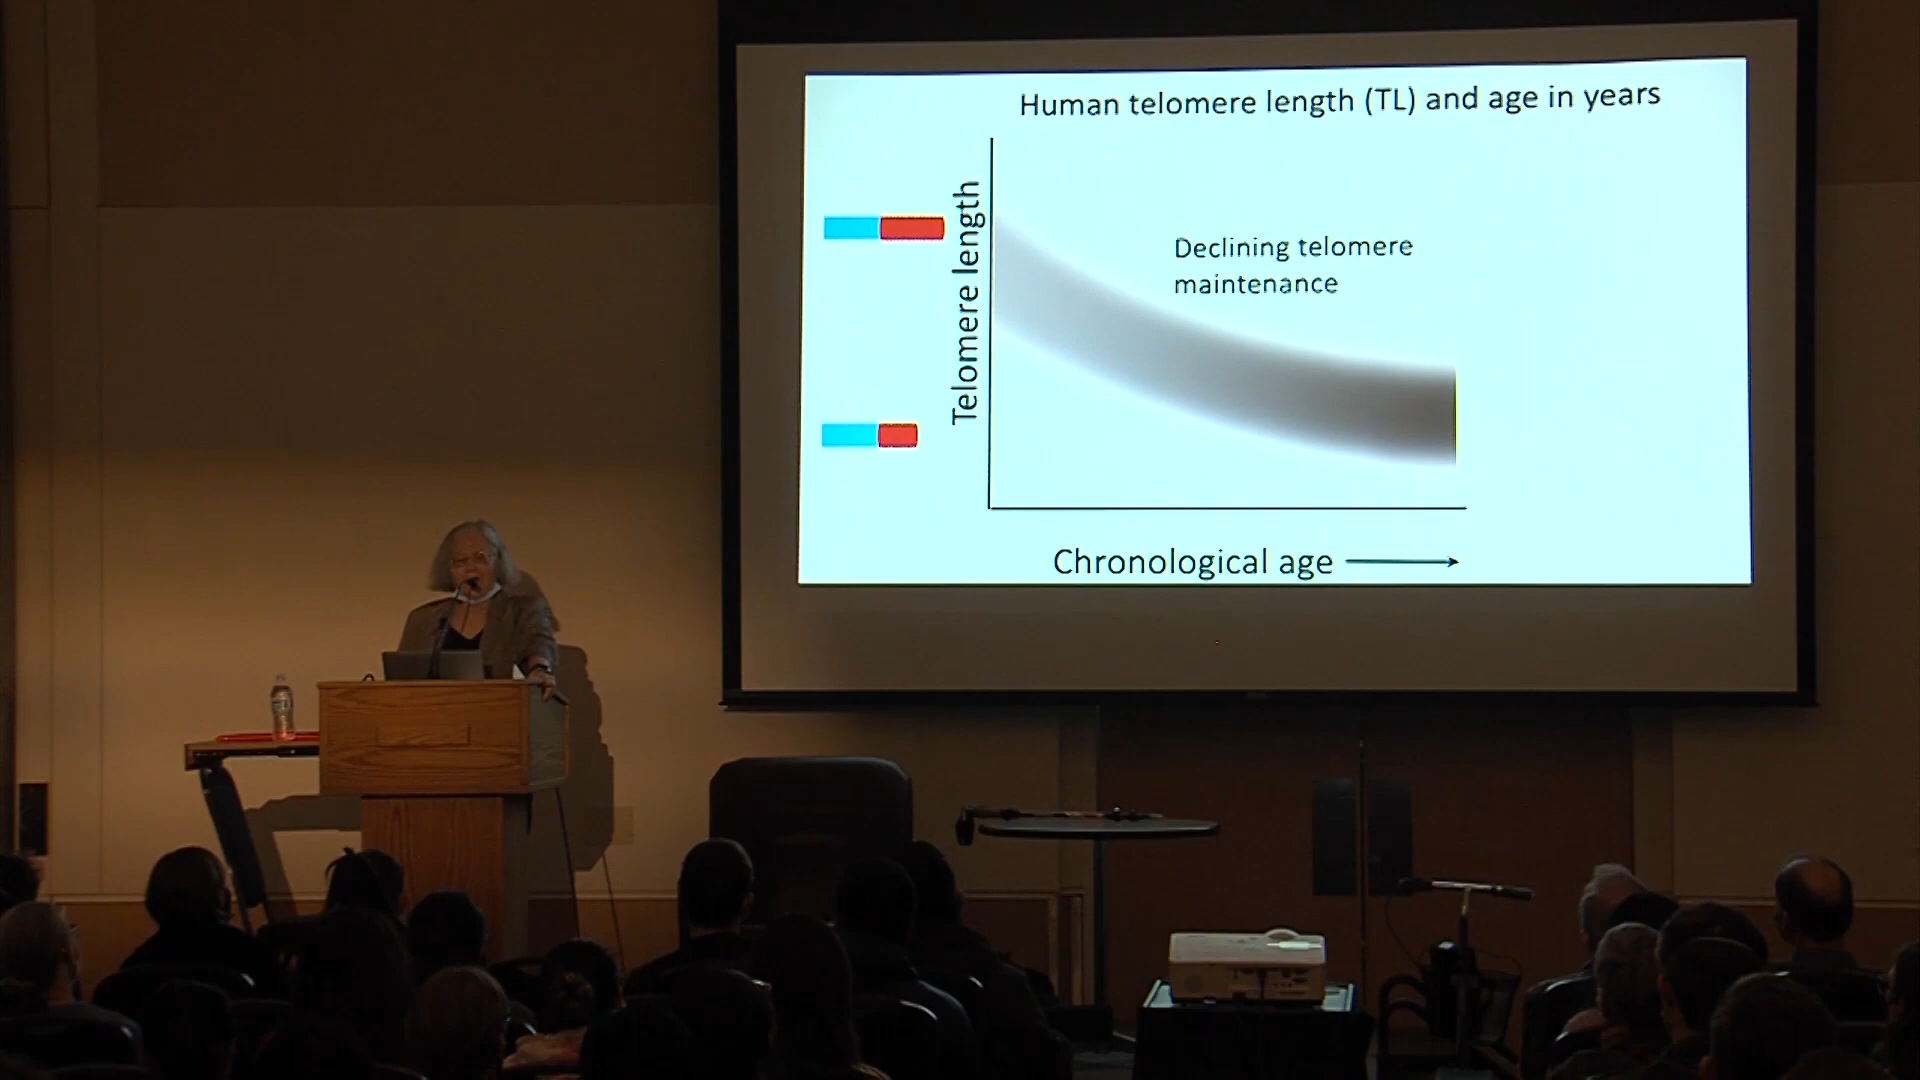 Human telomere length (TL) and age in years
Telomere length
Declining telomere
maintenance
Chronological age